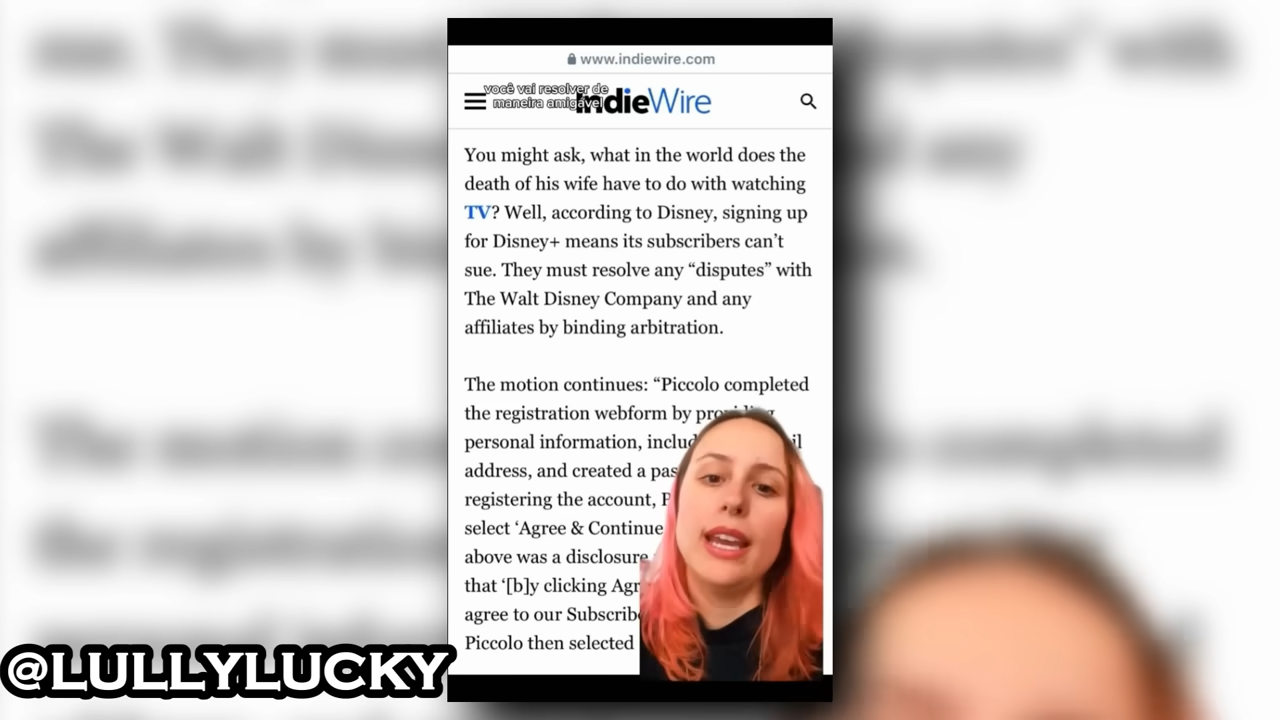 www.indiewire.com
você vai resolver de
maneira amigável
IndieWire
You might ask, what in the world does the
death of his wife have to do with watching
TV? Well, according to Disney, signing up
for Disney+ means its subscribers can’t
sue. They must resolve any “disputes” with
The Walt Disney Company and any
affiliates by binding arbitration.
The motion continues: “Piccolo completed
the registration webform by providing
personal information, includ
address, and created a pas
registering the account, P
select ‘Agree & Continue
above was a disclosure
that ‘[b]y clicking Agr
agree to our Subscrib
Piccolo then selected
@LULLYLUCKY